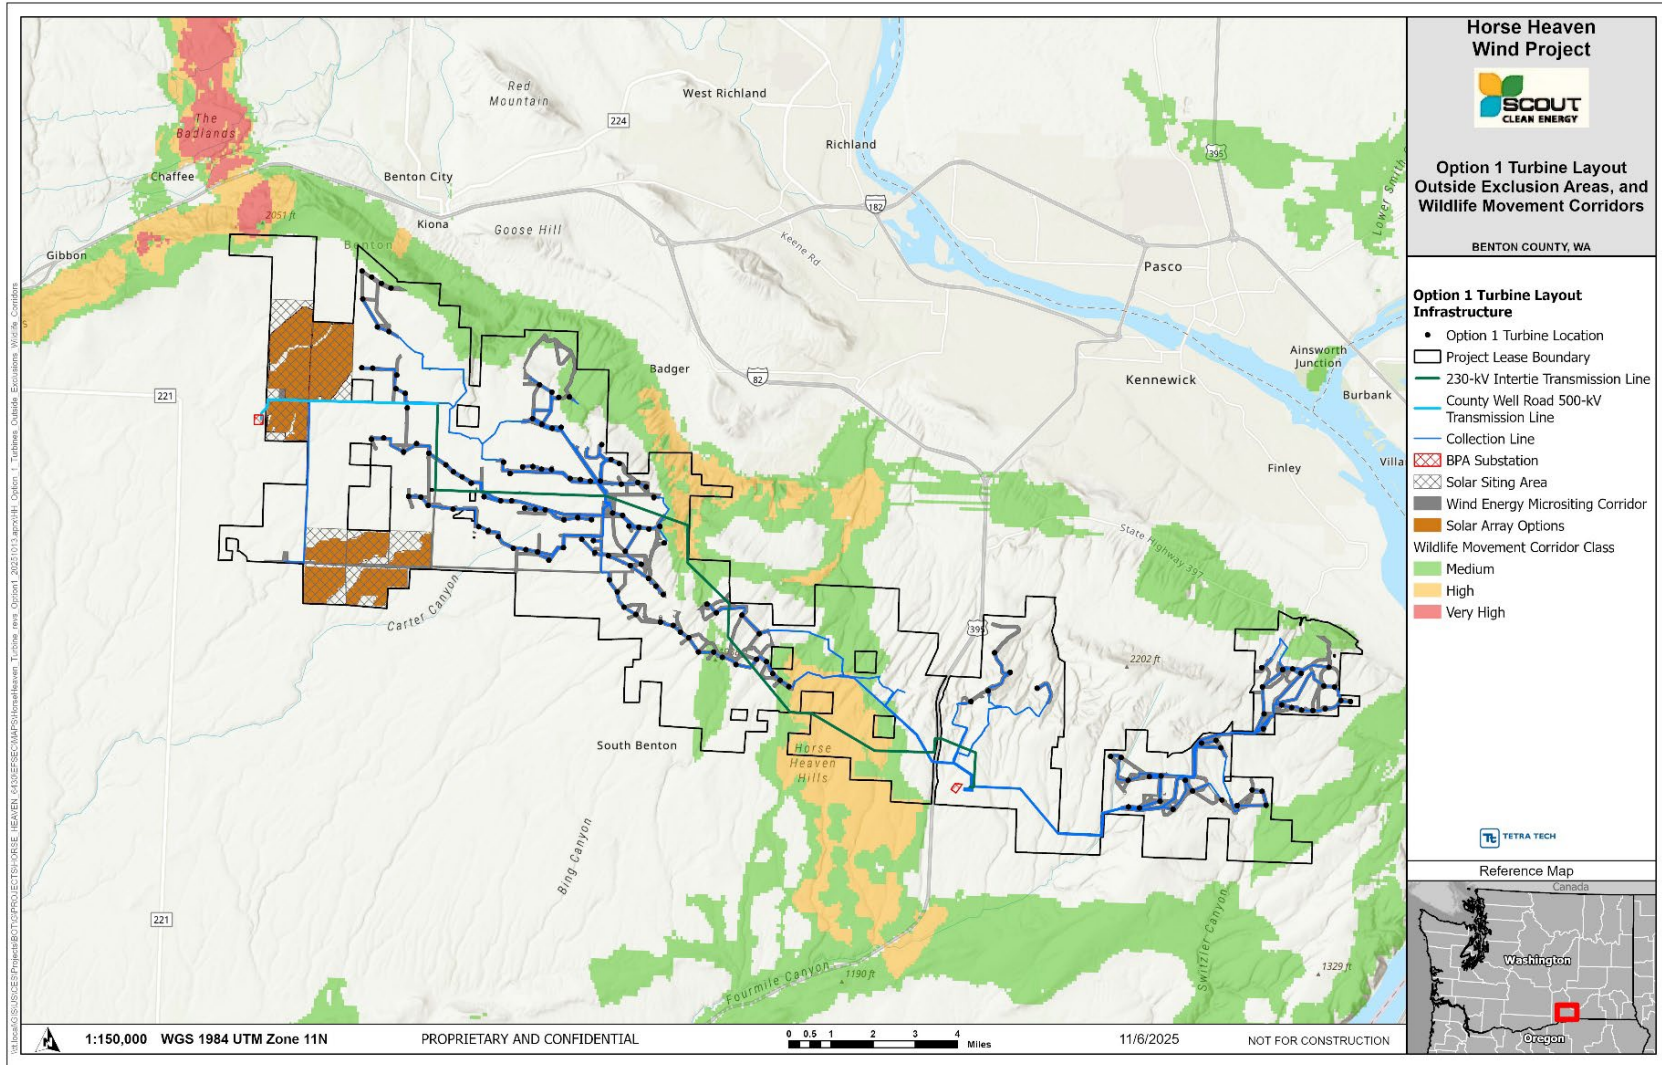 Horse Heaven
Wind Project
SCOUT
CLEAN ENERGY
Option 1 Turbine Layout
Outside Exclusion Areas, and
Wildlife Movement Corridors
BENTON COUNTY, WA
Option 1 Turbine Layout
Infrastructure
Option 1 Turbine Location
Project Lease Boundary
230-kV Intertie Transmission Line
County Well Road 500-kV
Transmission Line
Collection Line
BPA Substation
Solar Siting Area
Wind Energy Micrositing Corridor
Solar Array Options
Wildlife Movement Corridor Class
Medium
High
Very High
Tt TETRA TECH
Reference Map
Canada
Washington
Oregon
Red
Mountain
West Richland
The
Badlands
224
Richland
395
Chaffee
Benton City
182
Lower Smith
2051 ft
Kiona
Goose Hill
Keene Rd
Benton
Gibbon
Pasco
Ainsworth
Junction
Badger
82
Kennewick
Burbank
221
Finley
State Highway 397
Carter Canyon
395
2202 ft
South Benton
Horse
Heaven
Hills
Bing Canyon
221
Switzler Canyon
Fourmile Canyon
1190 ft
1329 ft
1:150,000 WGS 1984 UTM Zone 11N
PROPRIETARY AND CONFIDENTIAL
0 0.5 1 2 3 4
Miles
11/6/2025
NOT FOR CONSTRUCTION